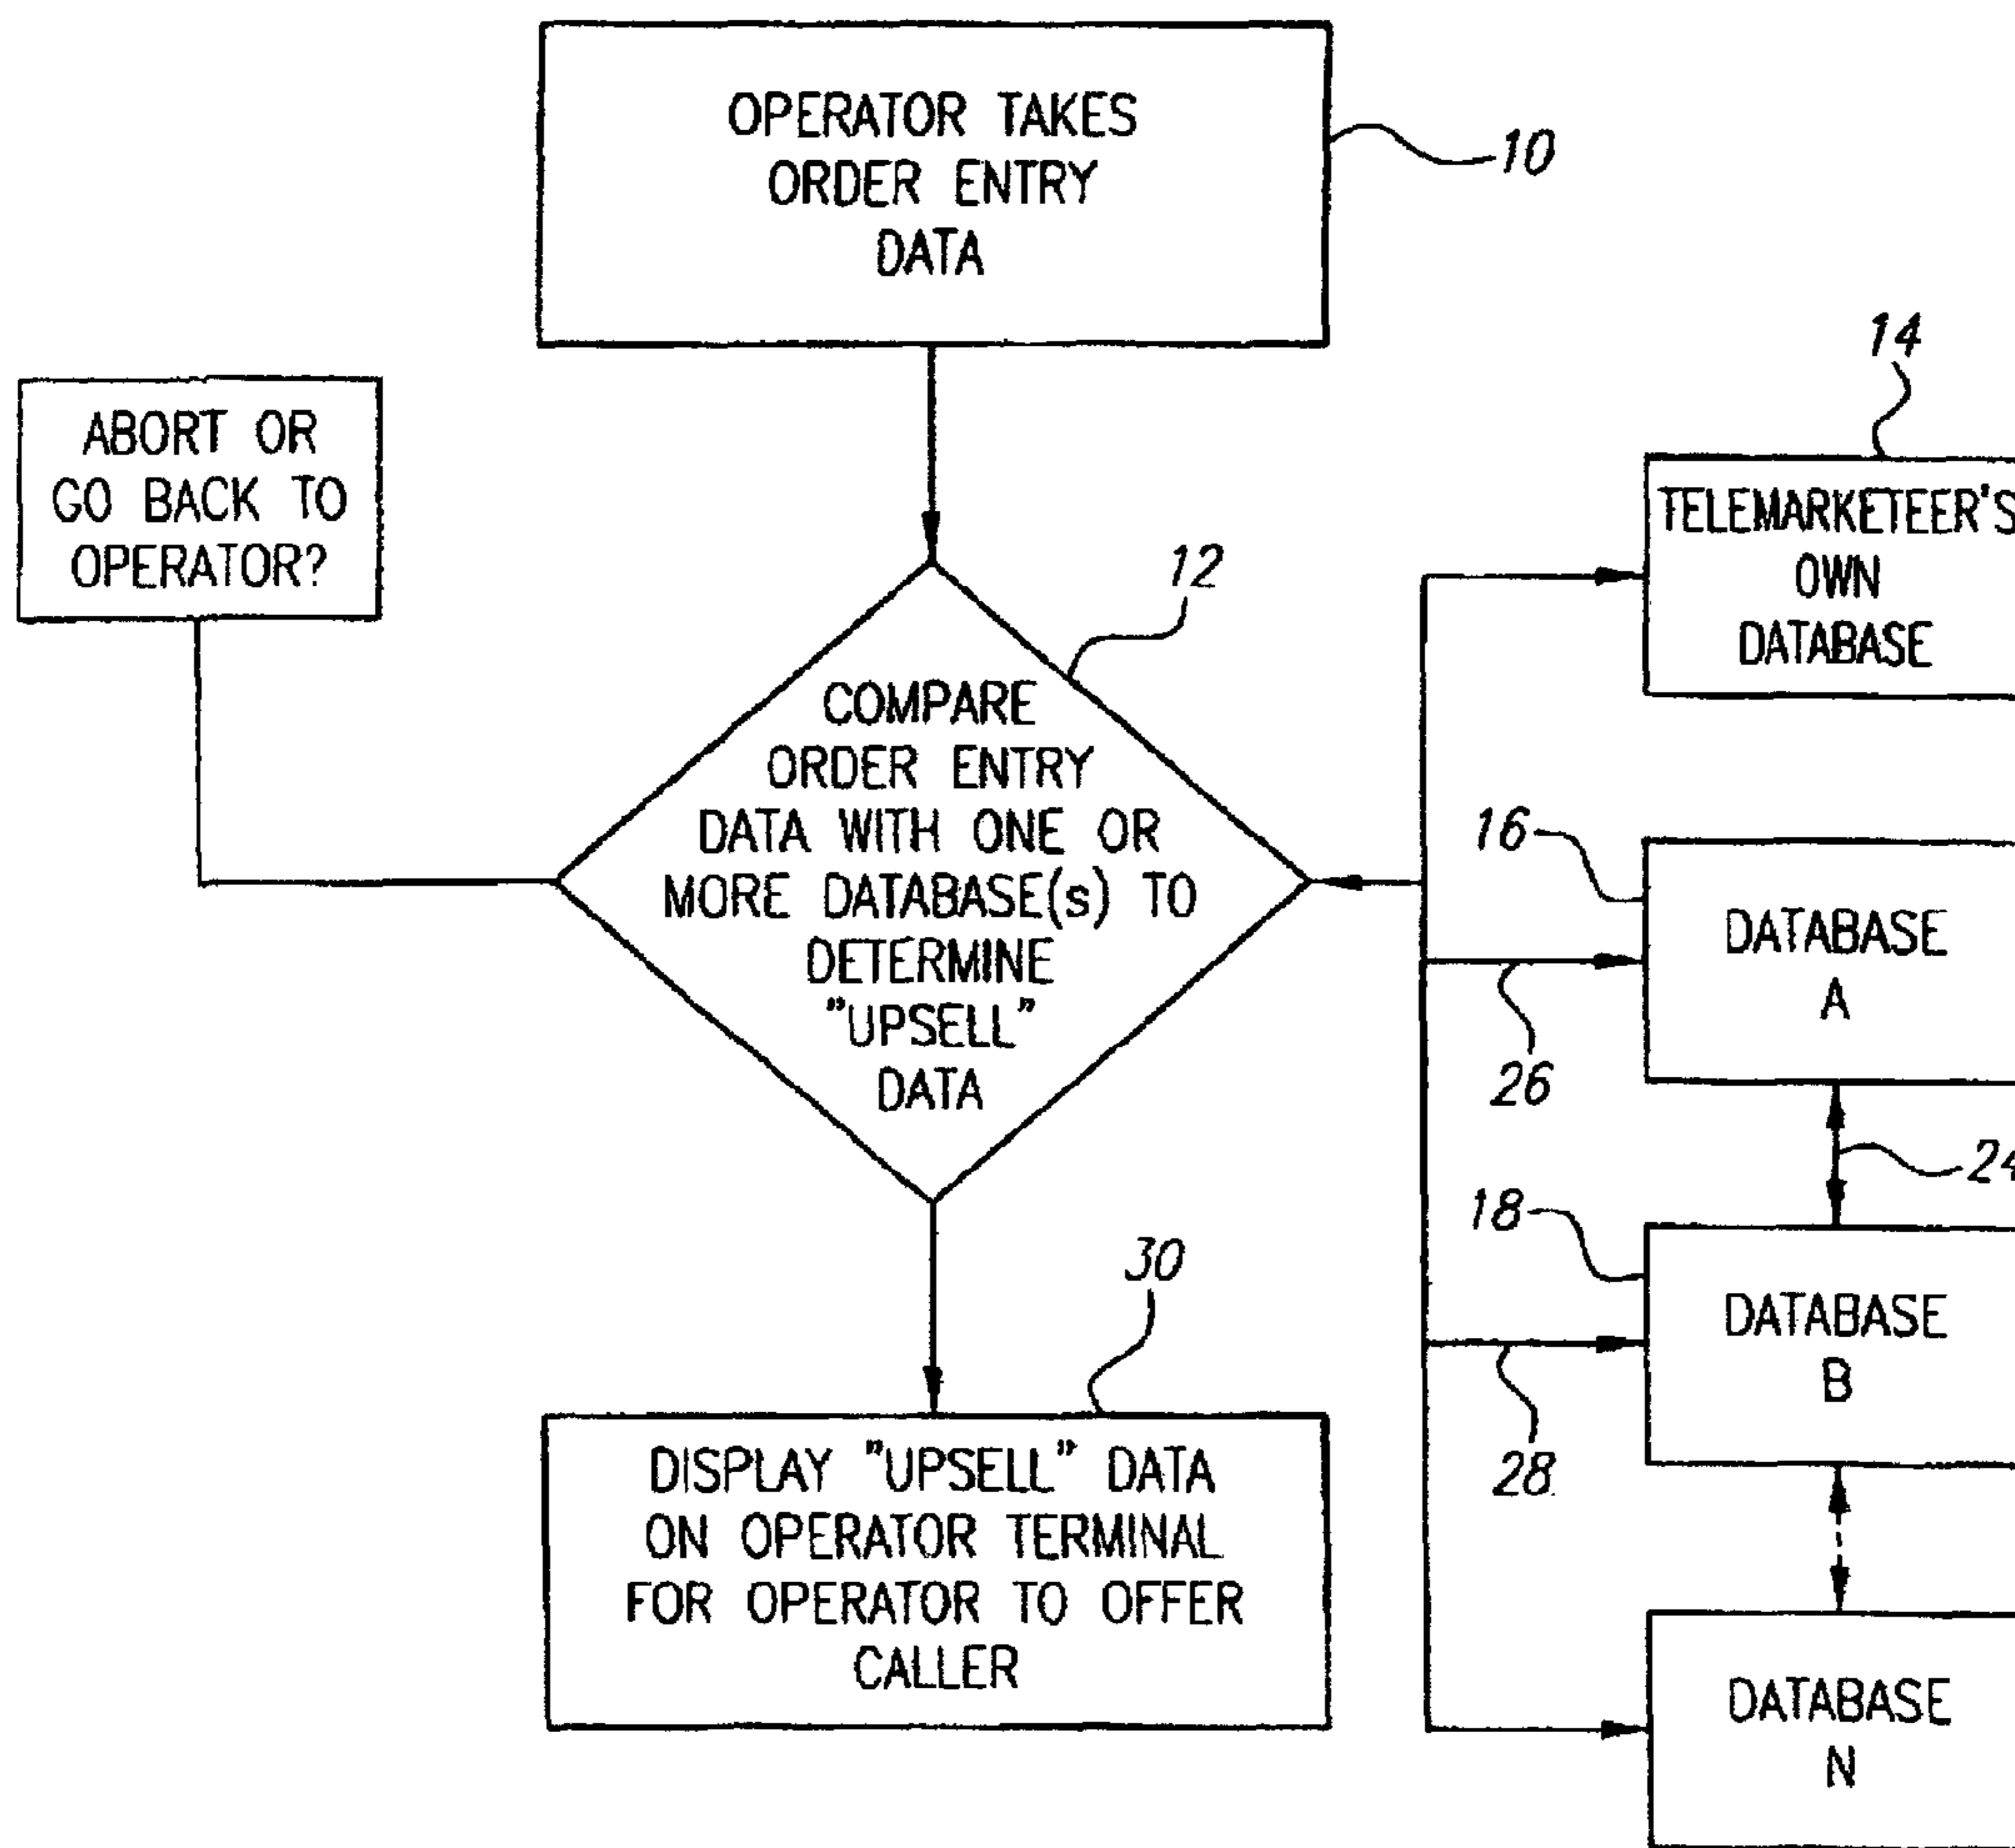 OPERATOR TAKES
ORDER ENTRY
DATA
10
ABORT OR
GO BACK TO
OPERATOR?
14
TELEMARKETEER'S
OWN
DATABASE
12
COMPARE
ORDER ENTRY
DATA WITH ONE OR
MORE DATABASE(s) TO
DETERMINE
"UPSELL"
DATA
16
DATABASE
A
26
24
18
DATABASE
B
28
30
DISPLAY "UPSELL" DATA
ON OPERATOR TERMINAL
FOR OPERATOR TO OFFER
CALLER
DATABASE
N